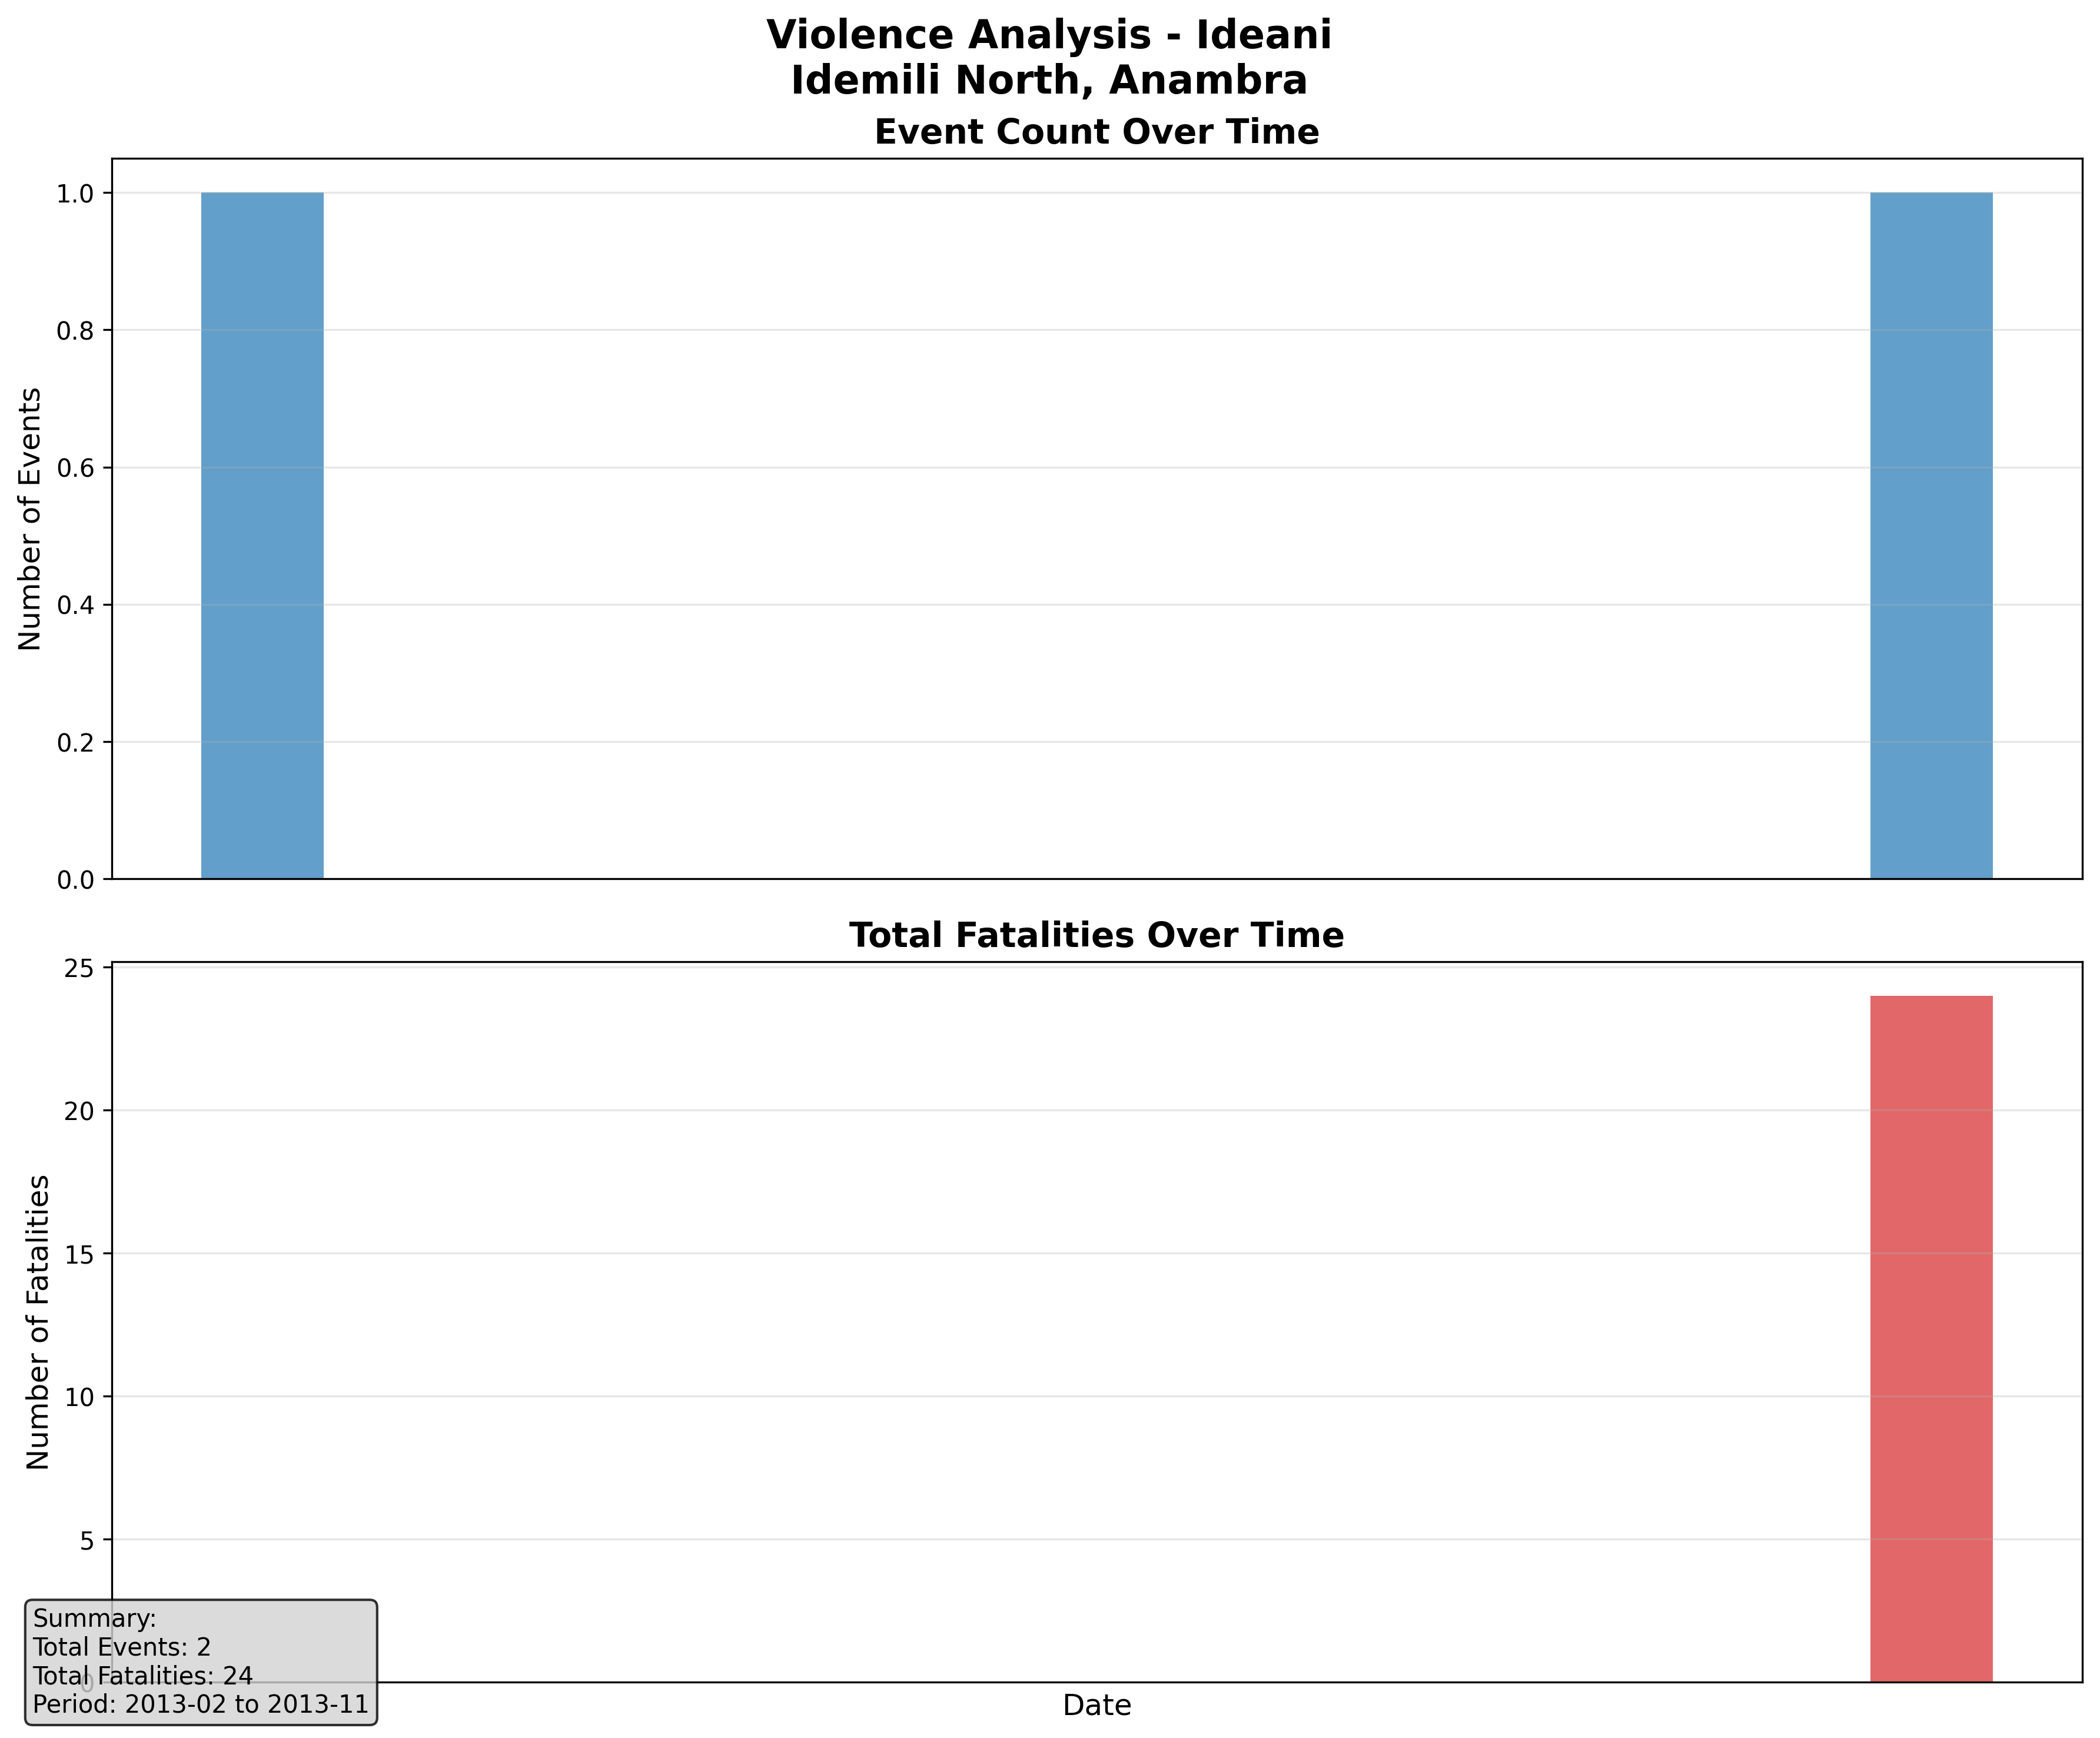 Violence Analysis - Ideani
Idemili North, Anambra
Event Count Over Time
1.0
0.8
0.6
0.4
0.2
0.0
Number of Events
Total Fatalities Over Time
25
20
15
10
5
0
Number of Fatalities
Summary:
Total Events: 2
Total Fatalities: 24
Period: 2013-02 to 2013-11
Date